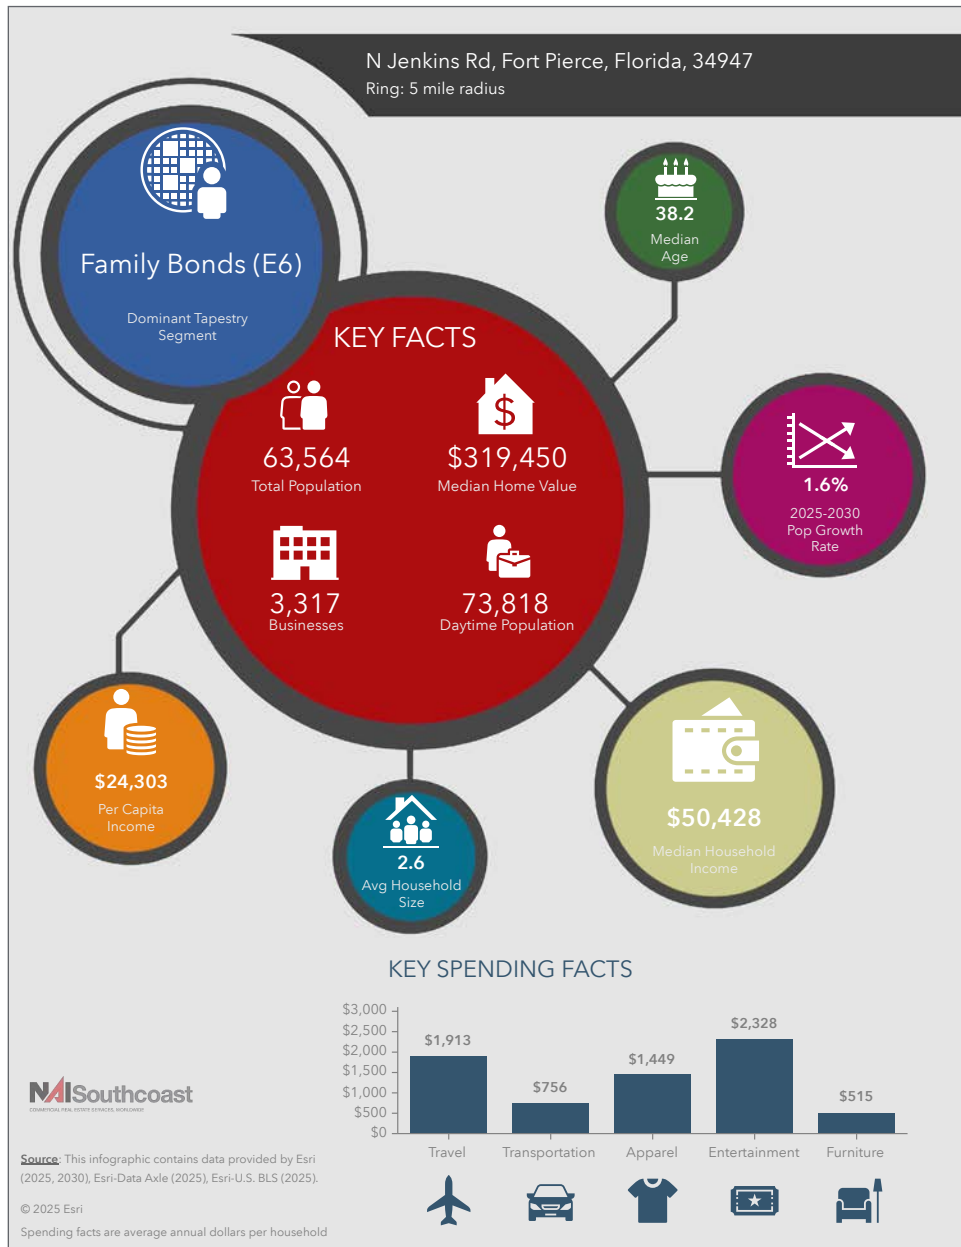 N Jenkins Rd, Fort Pierce, Florida, 34947
Ring: 5 mile radius
Family Bonds (E6)
Dominant Tapestry
Segment
38.2
Median
Age
KEY FACTS
63,564
Total Population
$319,450
Median Home Value
3,317
Businesses
73,818
Daytime Population
1.6%
2025-2030
Pop Growth
Rate
$24,303
Per Capita
Income
2.6
Avg Household
Size
$50,428
Median Household
Income
KEY SPENDING FACTS
$3,000
$2,500
$2,000
$1,500
$1,000
$500
$0
$1,913
$756
$1,449
$2,328
$515
Travel
Transportation
Apparel
Entertainment
Furniture
NAISouthcoast
COMMERCIAL REAL ESTATE SERVICES, WORLDWIDE
Source: This infographic contains data provided by Esri
(2025, 2030), Esri-Data Axle (2025), Esri-U.S. BLS (2025).
© 2025 Esri
Spending facts are average annual dollars per household